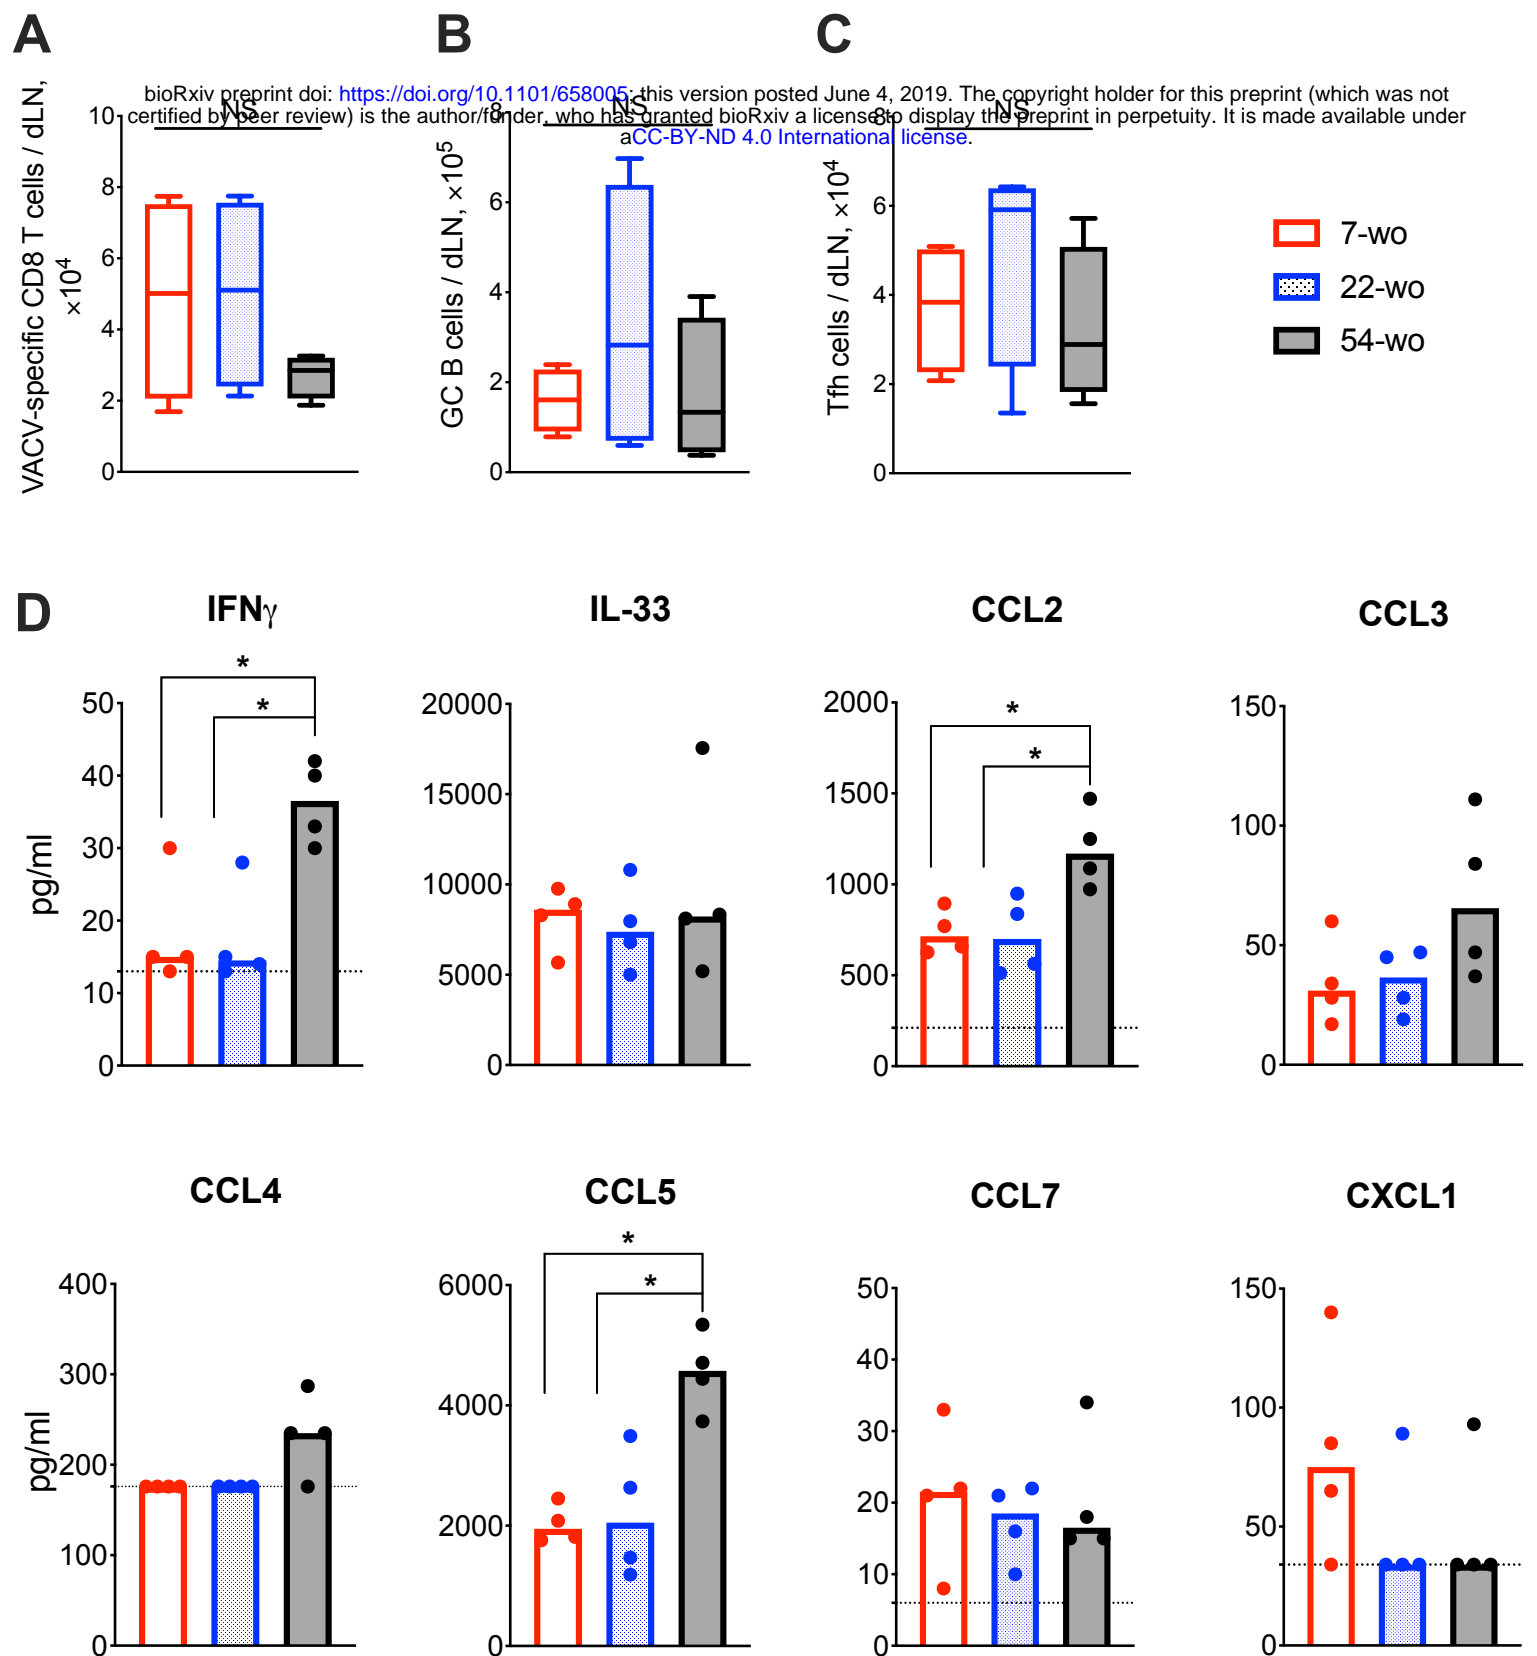 A
B
C
bioRxiv preprint doi: https://doi.org/10.1101/658005; this version posted June 4, 2019. The copyright holder for this preprint (which was not
certified by peer review) is the author/funder, who has granted bioRxiv a license to display the preprint in perpetuity. It is made available under
aCC-BY-ND 4.0 International license.
VACV-specific CD8 T cells / dLN,
×10⁴
10
8
6
4
2
0
NS
GC B cells / dLN, ×10⁵
8
6
4
2
0
NS
Tfh cells / dLN, ×10⁴
8
6
4
2
0
NS
7-wo
22-wo
54-wo
D
IFNγ
pg/ml
50
40
30
20
10
0
*
*
IL-33
20000
15000
10000
5000
0
CCL2
2000
1500
1000
500
0
*
*
CCL3
150
100
50
0
CCL4
pg/ml
400
300
200
100
0
CCL5
6000
4000
2000
0
*
*
CCL7
50
40
30
20
10
0
CXCL1
150
100
50
0